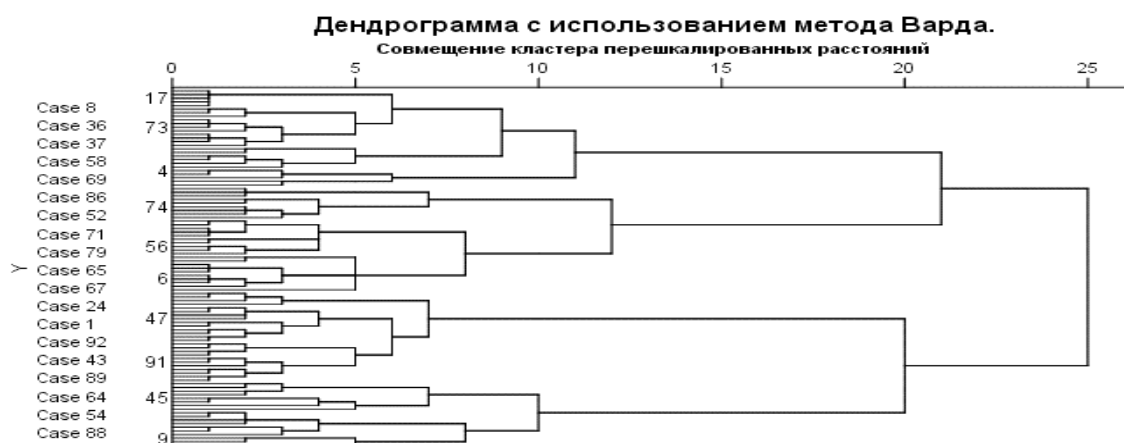 Дендрограмма с использованием метода Варда.
Совмещение кластера перешкалированных расстояний
0 5 10 15 20 25
17
Case 8
Case 36 73
Case 37
Case 58
4
Case 69
Case 86
74
Case 52
Case 71
56
Case 79
Y
Case 65
6
Case 67
Case 24
47
Case 1
Case 92
Case 43 91
Case 89
Case 64 45
Case 54
Case 88
9